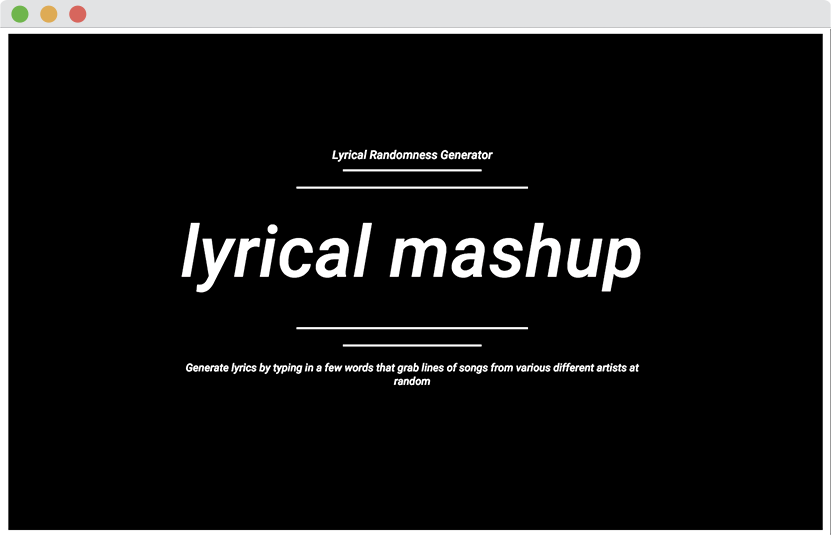 Lyrical Randomness Generator
lyrical mashup
Generate lyrics by typing in a few words that grab lines of songs from various different artists at
random